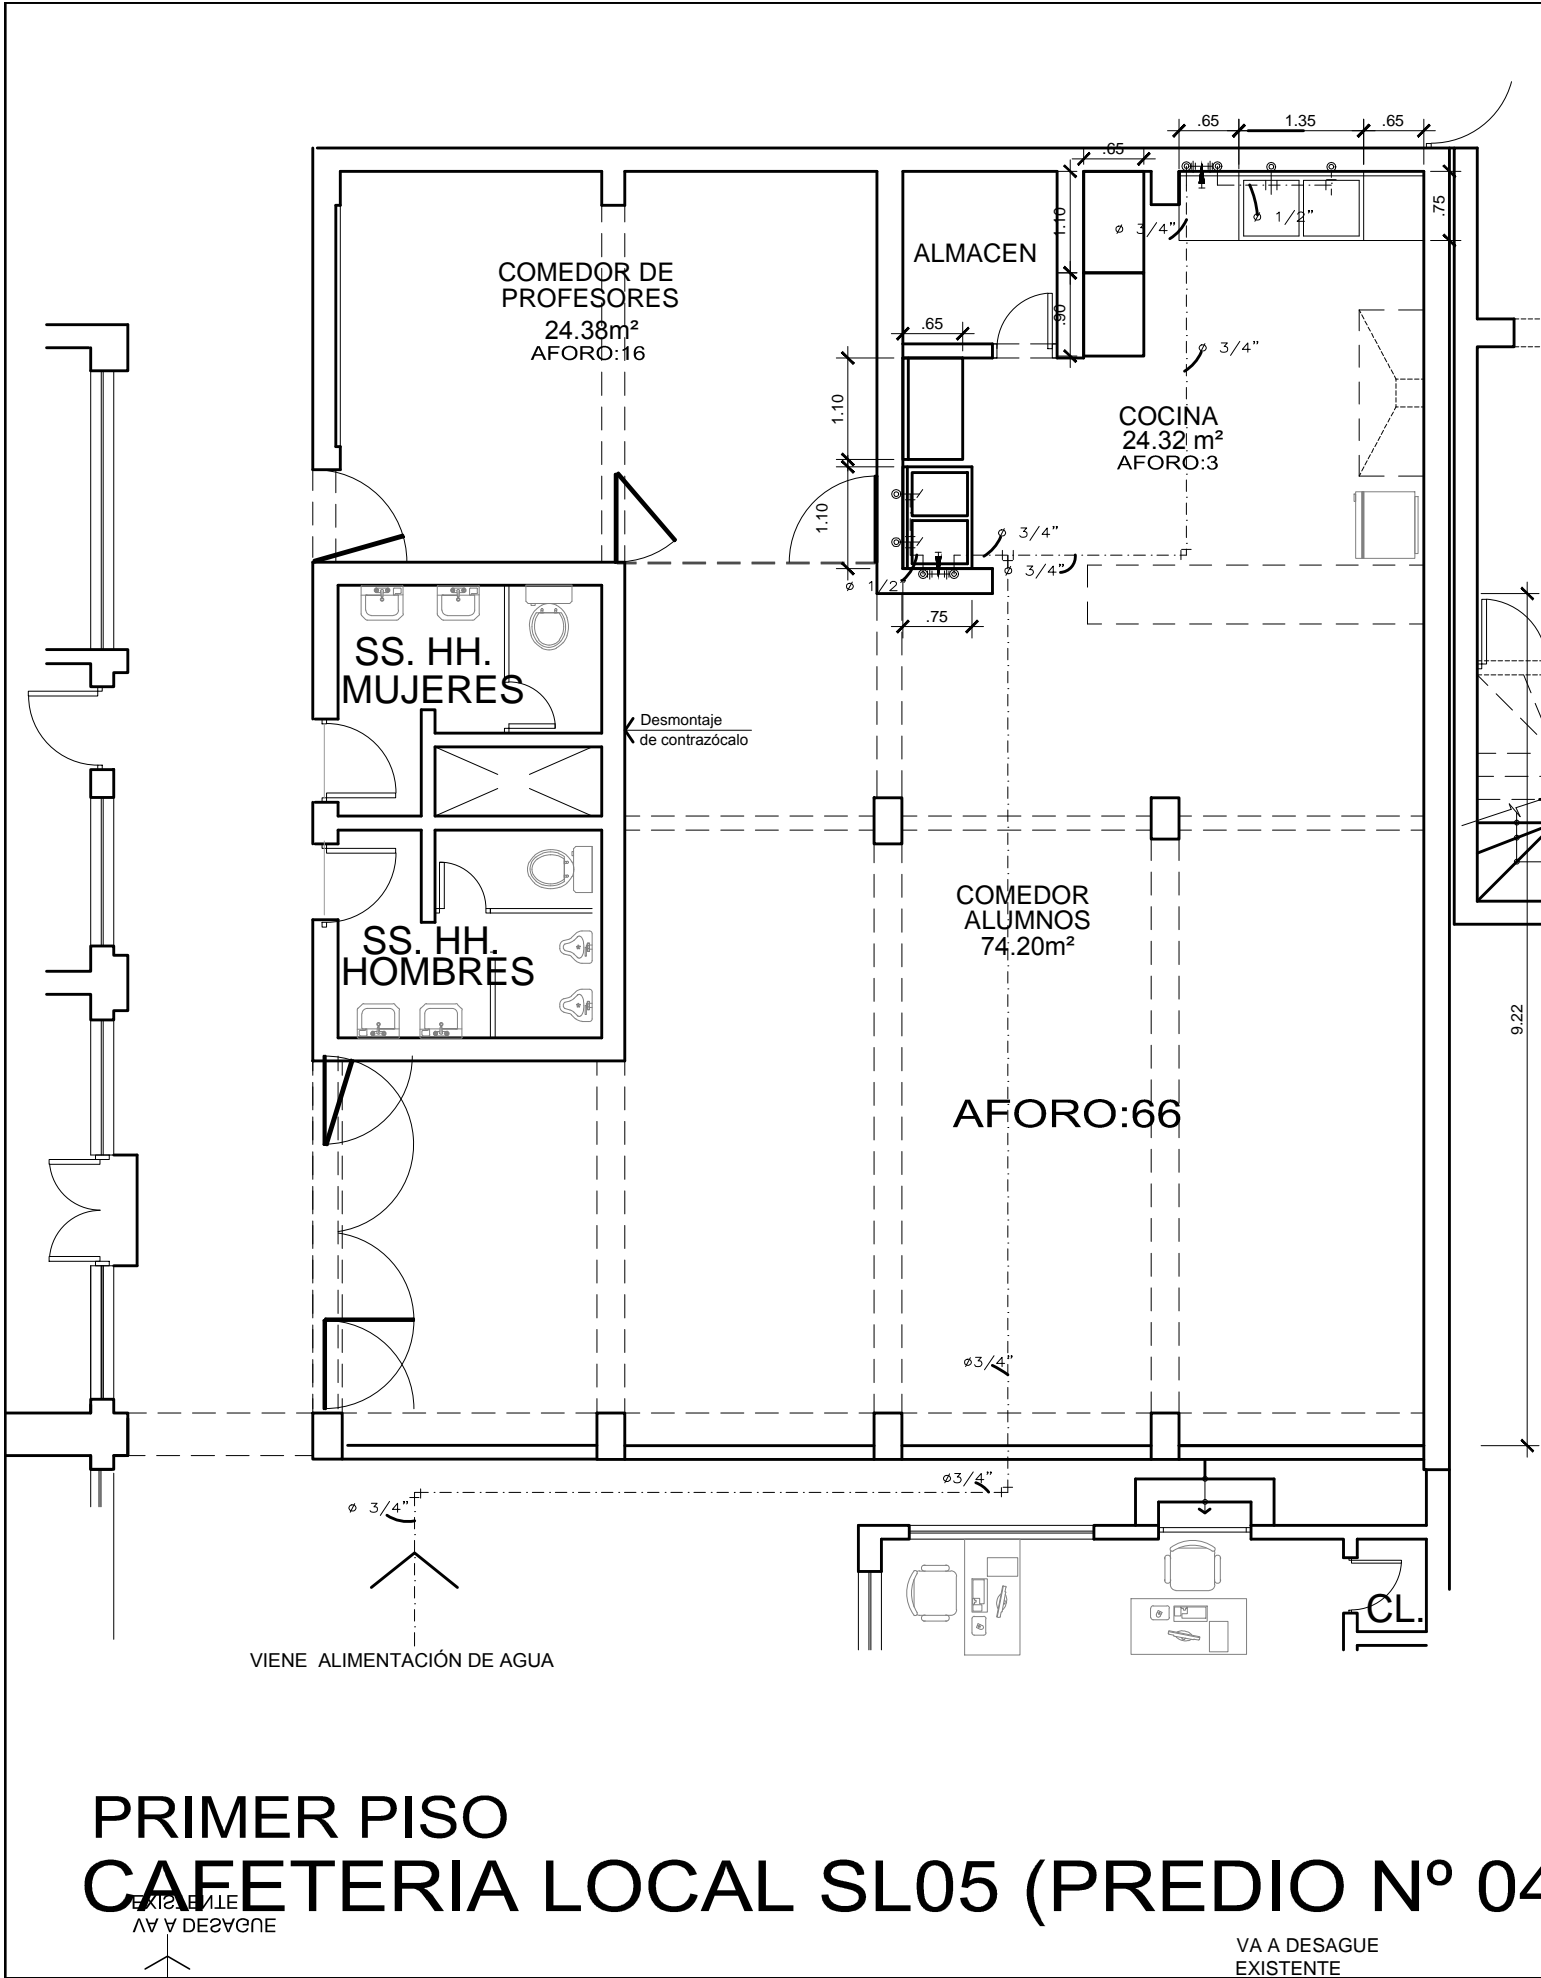 .65
1.35
.65
.65
.75
1.10
ø 3/4"
ø 1/2"
ALMACEN
COMEDOR DE
PROFESORES
24.38m²
AFORO:16
.90
.65
ø 3/4"
1.10
COCINA
24.32 m²
AFORO:3
1.10
ø 3/4"
ø 3/4"
ø 1/2"
.75
SS. HH.
MUJERES
Desmontaje
de contrazócalo
COMEDOR
ALUMNOS
74.20m²
SS. HH.
HOMBRES
9.22
AFORO:66
ø3/4"
ø3/4"
ø 3/4"
CL.
VIENE ALIMENTACIÓN DE AGUA
PRIMER PISO
CAFETERIA LOCAL SL05 (PREDIO Nº 04
EXISTENTE
VA A DESAGUE
VA A DESAGUE
EXISTENTE